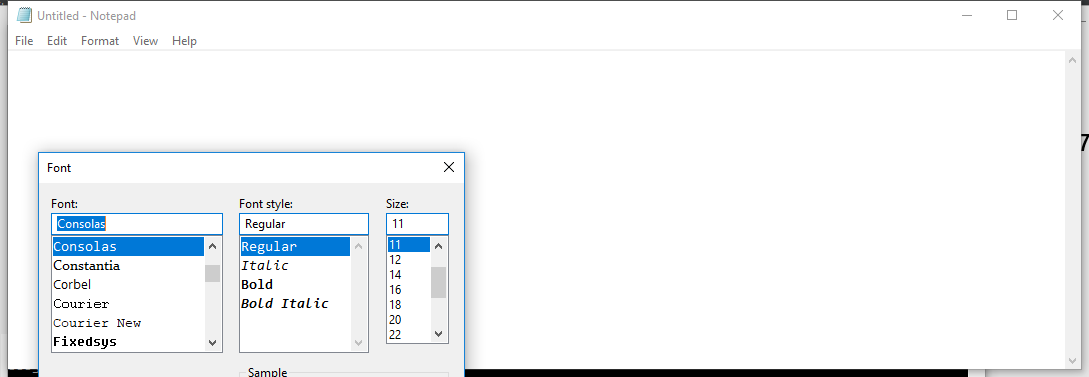 Untitled - Notepad
File Edit Format View Help
7
Font
Font: Font style: Size:
Consolas Regular 11
Consolas Regular 11
Constantia Italic 12
Corbel Bold 14
Courier Bold Italic 16
Courier New 18
Fixedsys 20
22
Sample